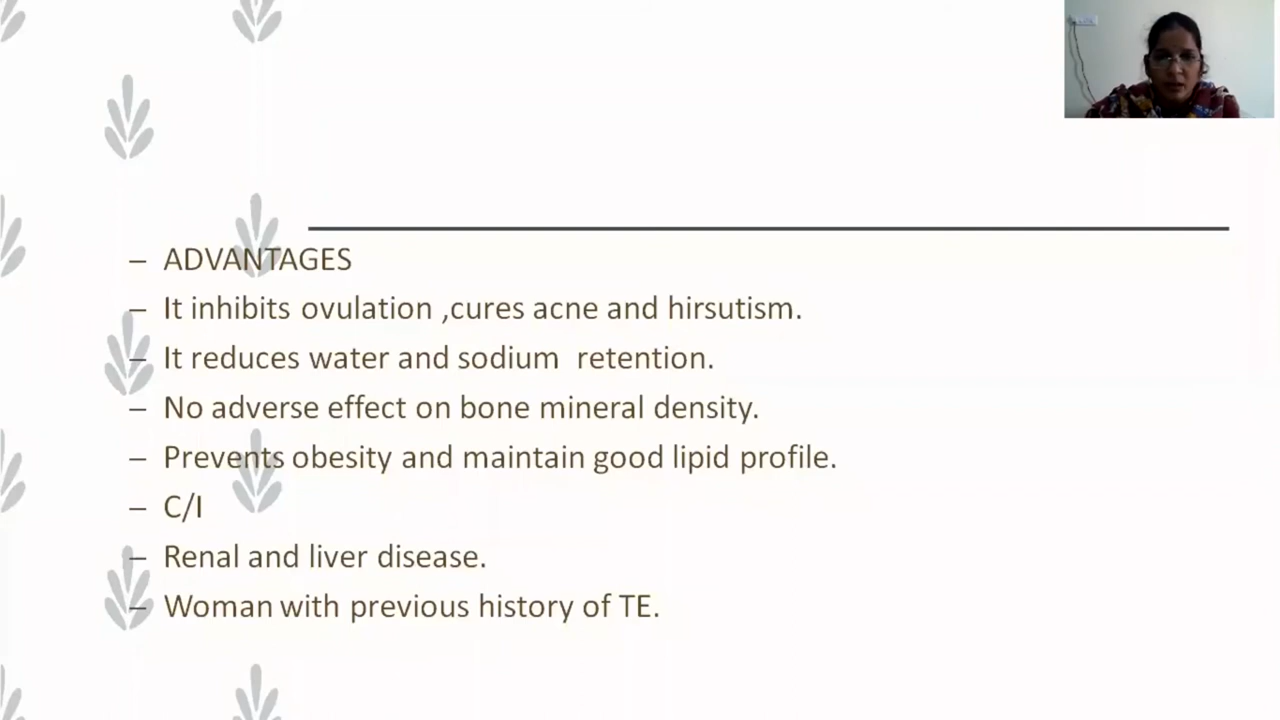 – ADVANTAGES
– It inhibits ovulation ,cures acne and hirsutism.
– It reduces water and sodium retention.
– No adverse effect on bone mineral density.
– Prevents obesity and maintain good lipid profile.
– C/I
– Renal and liver disease.
– Woman with previous history of TE.